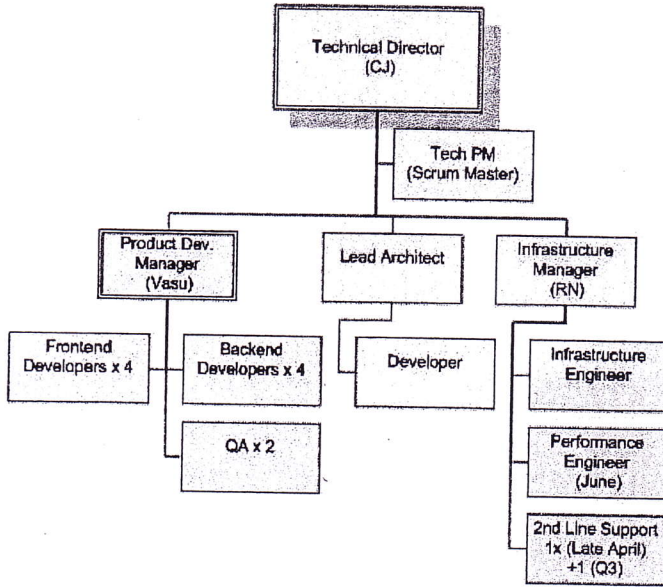 Technical Director
(CJ)
Tech PM
(Scrum Master)
Product Dev.
Manager
(Vasu)
Lead Architect
Infrastructure
Manager
(RN)
Frontend
Developers x 4
Backend
Developers x 4
Developer
Infrastructure
Engineer
QA x 2
Performance
Engineer
(June)
2nd Line Support
1x (Late April)
+1 (Q3)